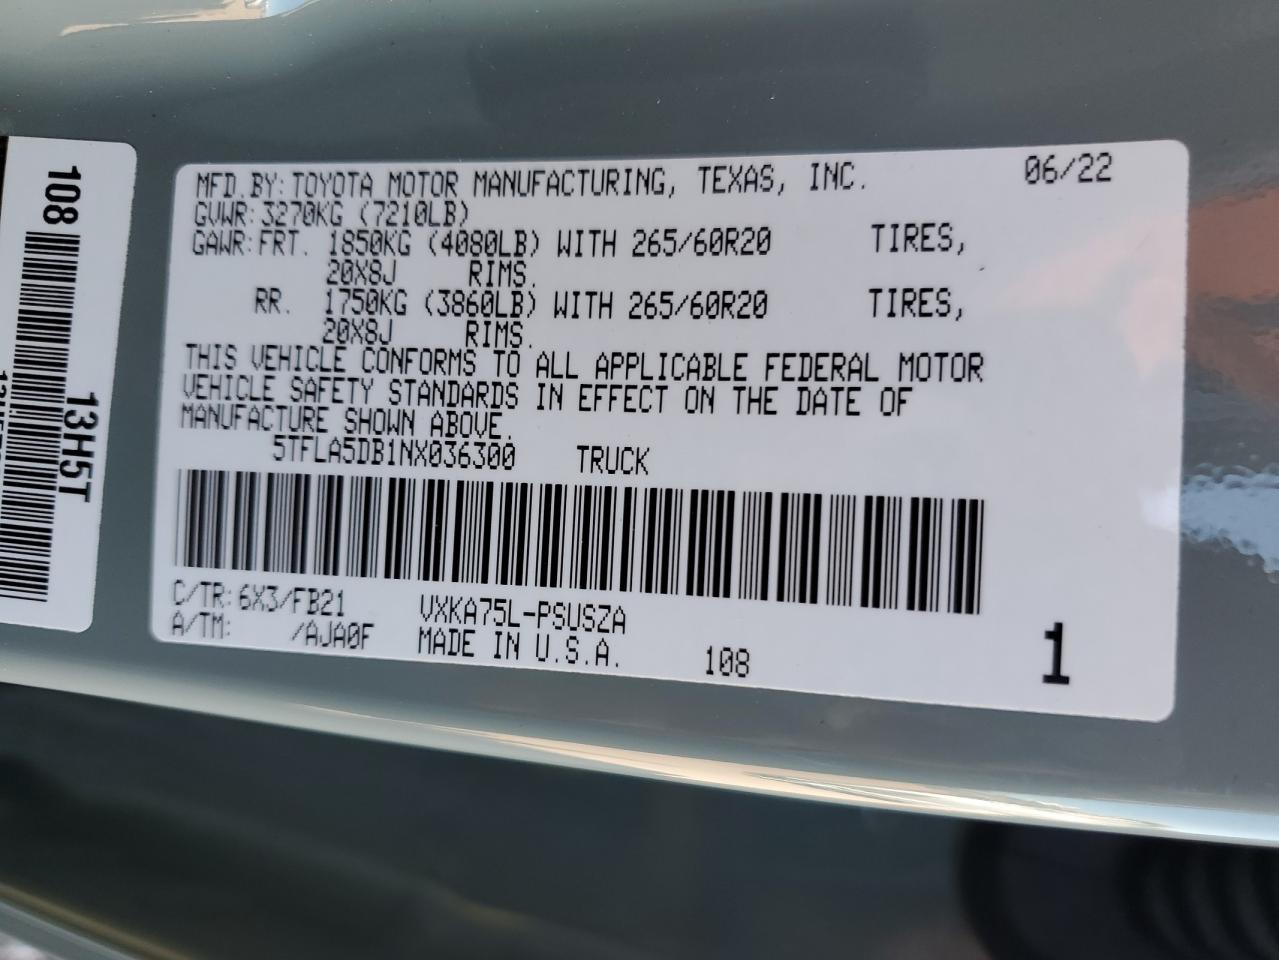 MFD.BY: TOYOTA MOTOR MANUFACTURING, TEXAS, INC. 06/22
GVWR: 3270KG (7210LB)
GAWR: FRT. 1850KG (4080LB) WITH 265/60R20 TIRES,
20X8J RIMS.
RR. 1750KG (3860LB) WITH 265/60R20 TIRES,
20X8J RIMS.
THIS VEHICLE CONFORMS TO ALL APPLICABLE FEDERAL MOTOR
VEHICLE SAFETY STANDARDS IN EFFECT ON THE DATE OF
MANUFACTURE SHOWN ABOVE.
5TFLA5DB1NX036300 TRUCK
C/TR: 6X3/FB21 VXKA75L-PSUSZA
A/TM: /AJA0F MADE IN U.S.A. 108 1
108
13H5T